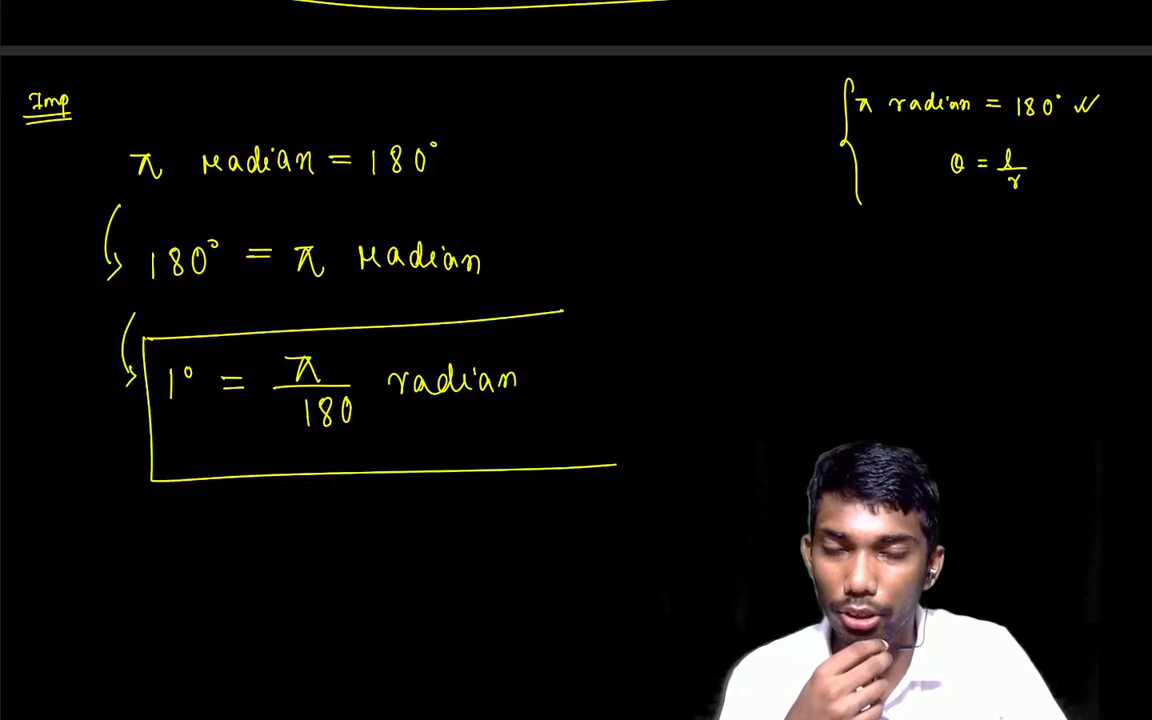 Imp
π radian = 180°
180° = π radian
1° = π/180 radian
π radian = 180°
θ = l/r